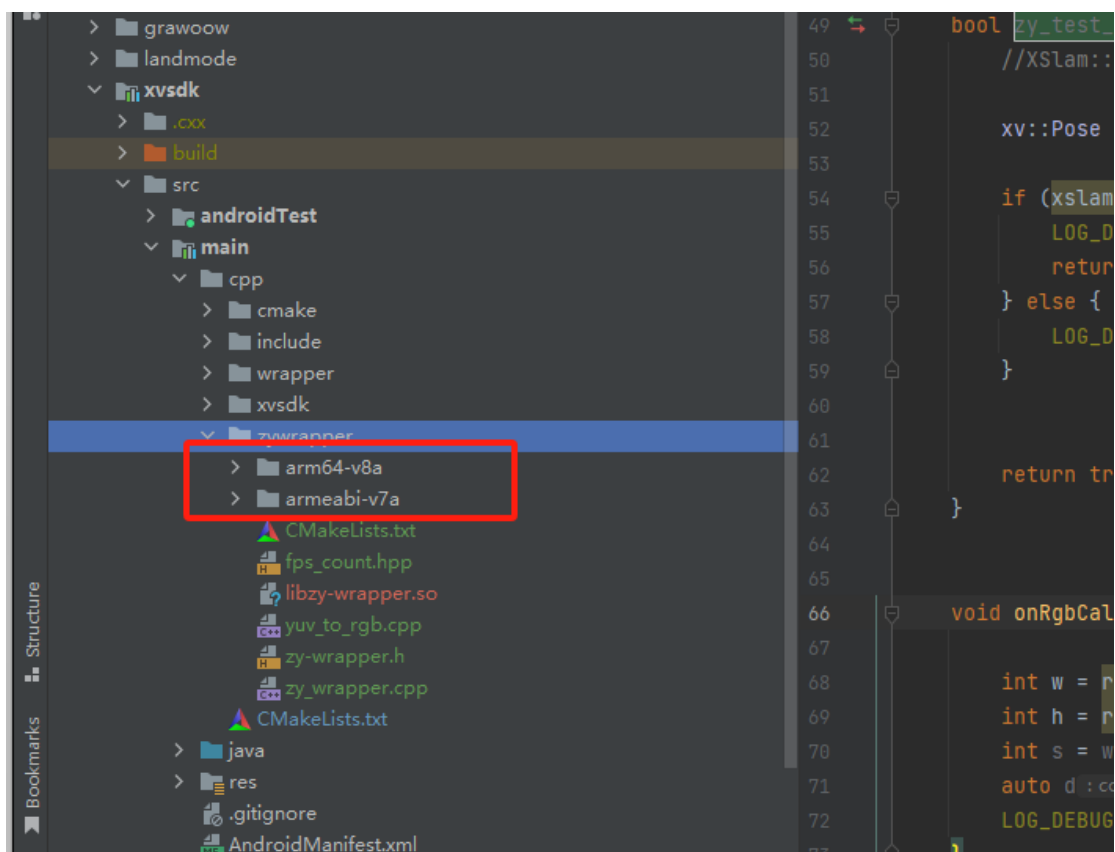 grawoow
landmode
xvsdk
.cxx
build
src
androidTest
main
cpp
cmake
include
wrapper
xvsdk
zywrapper
arm64-v8a
armeabi-v7a
CMakeLists.txt
fps_count.hpp
libzy-wrapper.so
yuv_to_rgb.cpp
zy-wrapper.h
zy_wrapper.cpp
CMakeLists.txt
java
res
.gitignore
AndroidManifest.xml
Structure
Bookmarks
49 bool zy_test_
50 //XSlam::
51
52 xv::Pose
53
54 if (xslam
55 LOG_D
56 retur
57 } else {
58 LOG_D
59 }
60
61
62 return tr
63 }
64
65
66 void onRgbCal
67
68 int w = r
69 int h = r
70 int s = w
71 auto d : co
72 LOG_DEBUG
}